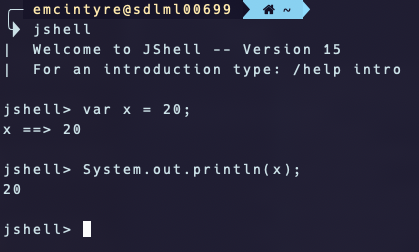 emcintyre@sdlml00699 ~
jshell
|  Welcome to JShell -- Version 15
|  For an introduction type: /help intro
jshell> var x = 20;
x ==> 20
jshell> System.out.println(x);
20
jshell>